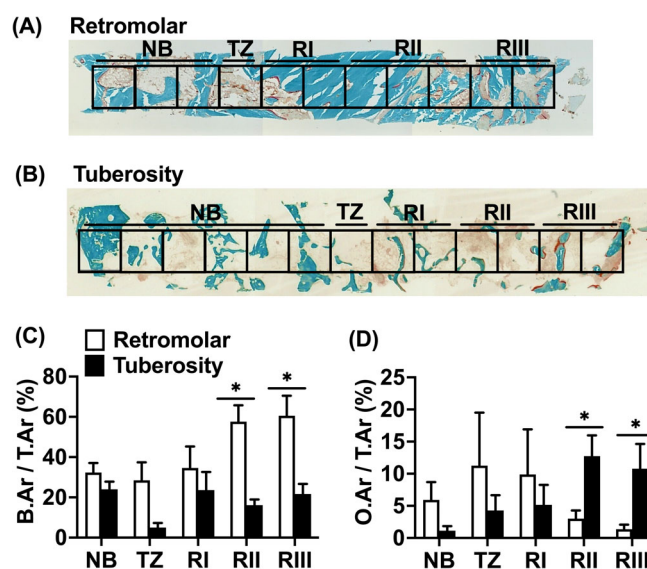 (A) Retromolar
NB TZ RI RII RIII
(B) Tuberosity
NB TZ RI RII RIII
(C)
Retromolar
Tuberosity
B.Ar / T.Ar (%)
80
60
40
20
0
* *
NB TZ RI RII RIII
(D)
O.Ar / T.Ar (%)
25
20
15
10
5
0
* *
NB TZ RI RII RIII